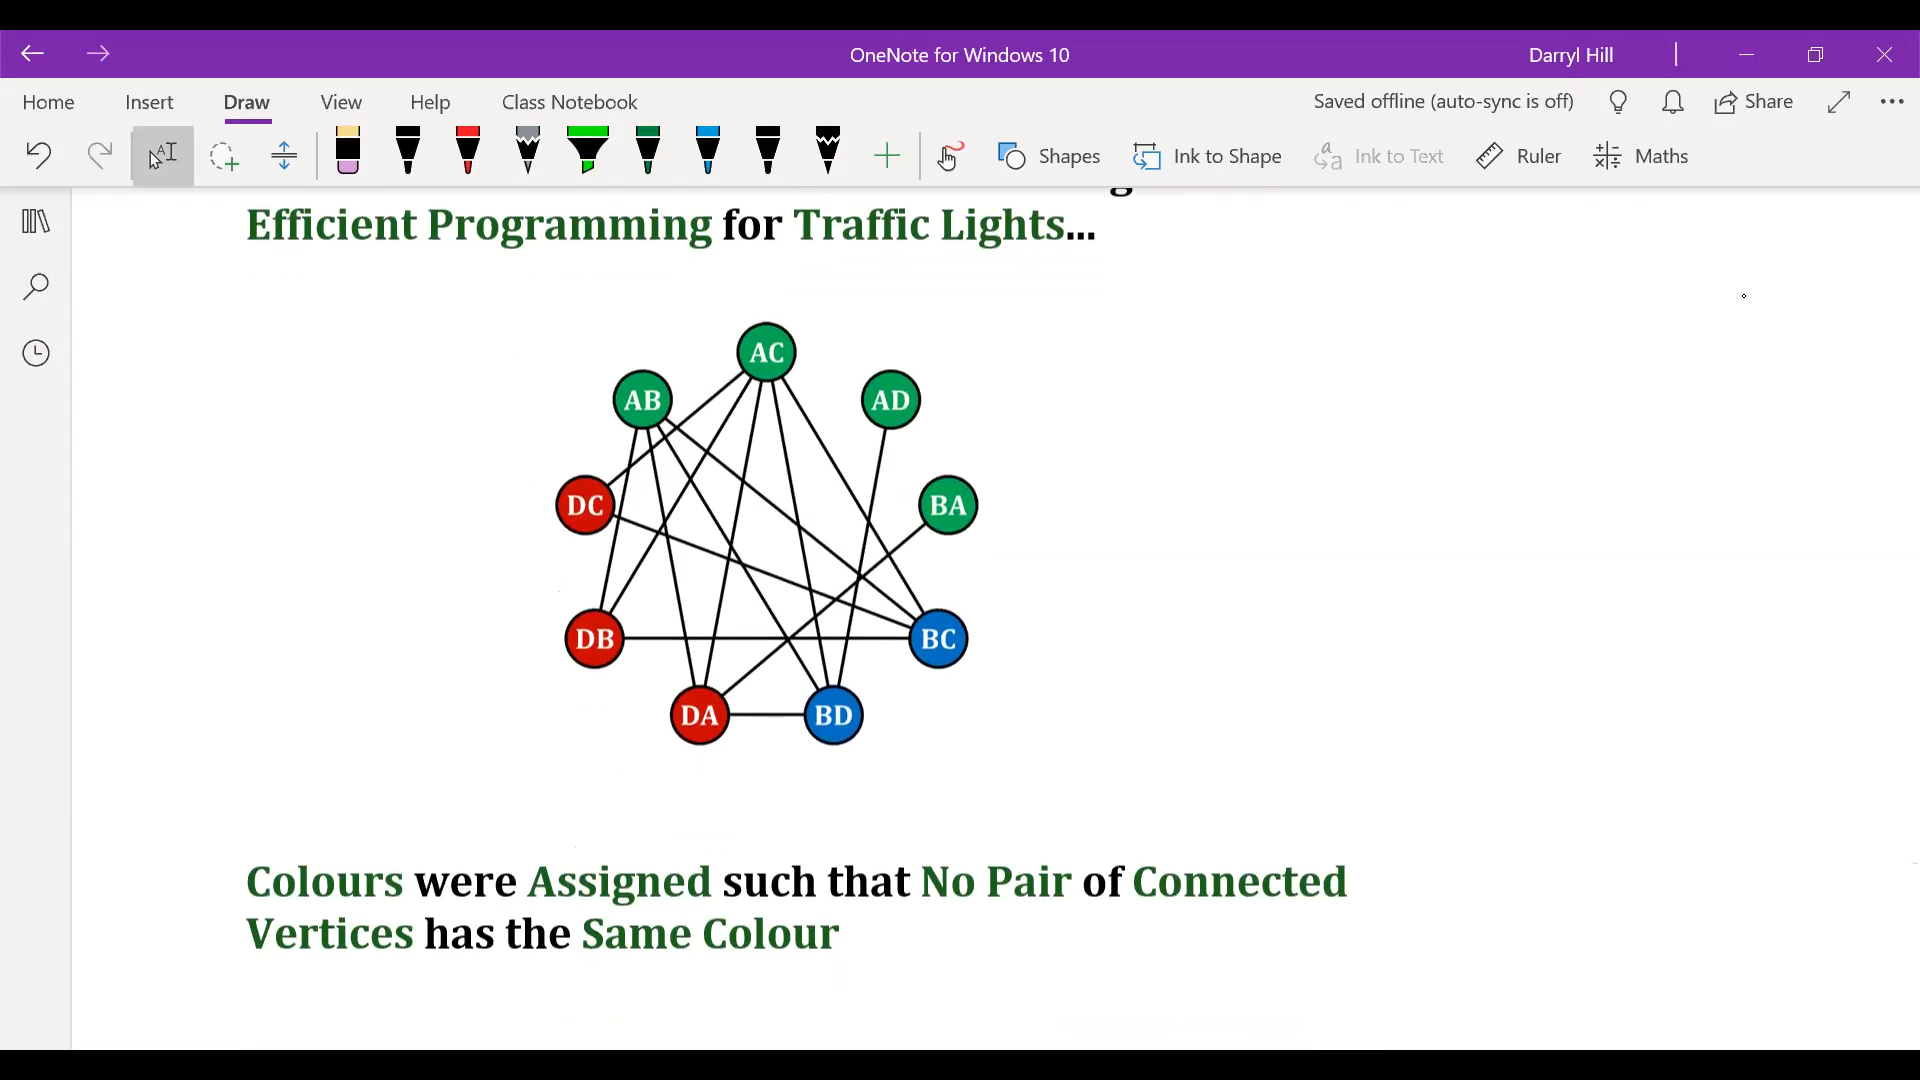 OneNote for Windows 10
Darryl Hill
Home Insert Draw View Help Class Notebook
Saved offline (auto-sync is off) Share
Shapes Ink to Shape Ink to Text Ruler Maths
Efficient Programming for Traffic Lights...
AC
AB AD
DC BA
DB BC
DA BD
Colours were Assigned such that No Pair of Connected
Vertices has the Same Colour